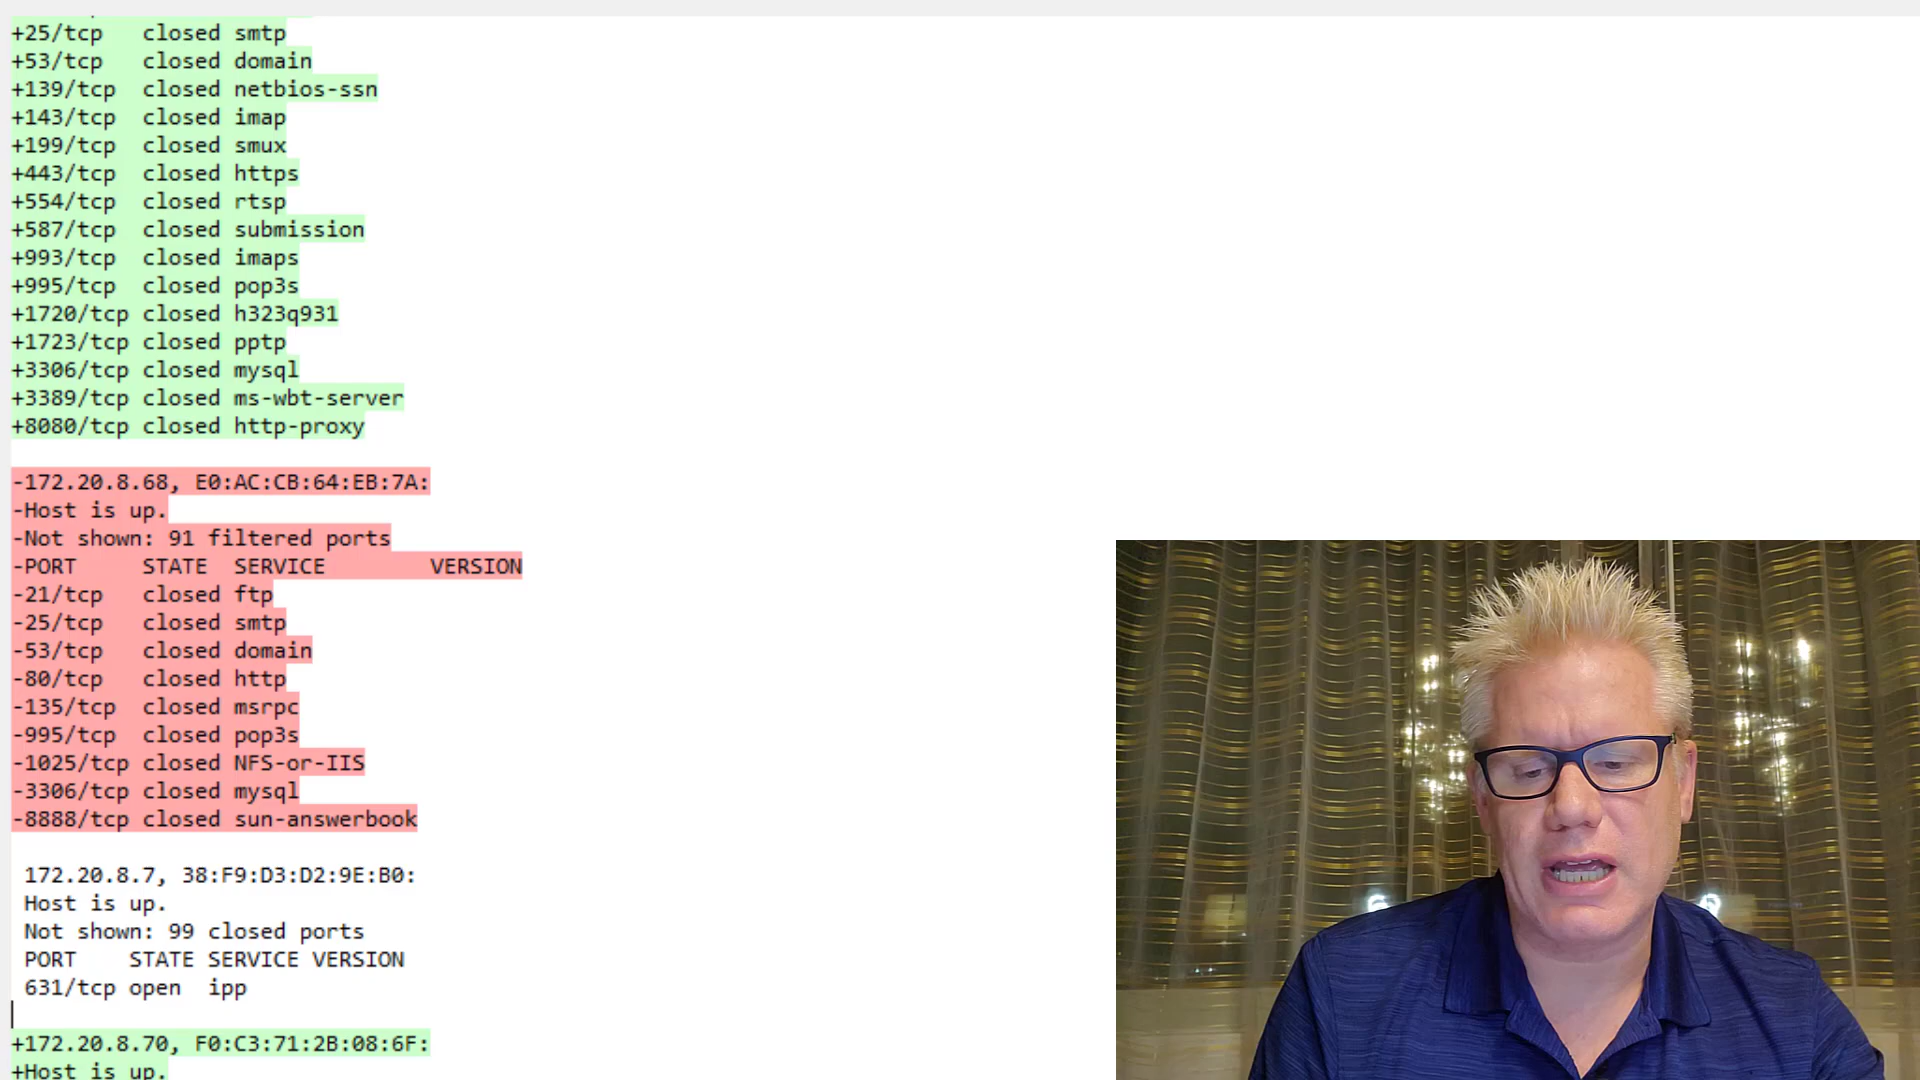 +25/tcp   closed smtp
+53/tcp   closed domain
+139/tcp  closed netbios-ssn
+143/tcp  closed imap
+199/tcp  closed smux
+443/tcp  closed https
+554/tcp  closed rtsp
+587/tcp  closed submission
+993/tcp  closed imaps
+995/tcp  closed pop3s
+1720/tcp closed h323q931
+1723/tcp closed pptp
+3306/tcp closed mysql
+3389/tcp closed ms-wbt-server
+8080/tcp closed http-proxy
-172.20.8.68, E0:AC:CB:64:EB:7A:
-Host is up.
-Not shown: 91 filtered ports
-PORT     STATE  SERVICE        VERSION
-21/tcp   closed ftp
-25/tcp   closed smtp
-53/tcp   closed domain
-80/tcp   closed http
-135/tcp  closed msrpc
-995/tcp  closed pop3s
-1025/tcp closed NFS-or-IIS
-3306/tcp closed mysql
-8888/tcp closed sun-answerbook
172.20.8.7, 38:F9:D3:D2:9E:B0:
Host is up.
Not shown: 99 closed ports
PORT    STATE SERVICE VERSION
631/tcp open  ipp
+172.20.8.70, F0:C3:71:2B:08:6F:
+Host is up.